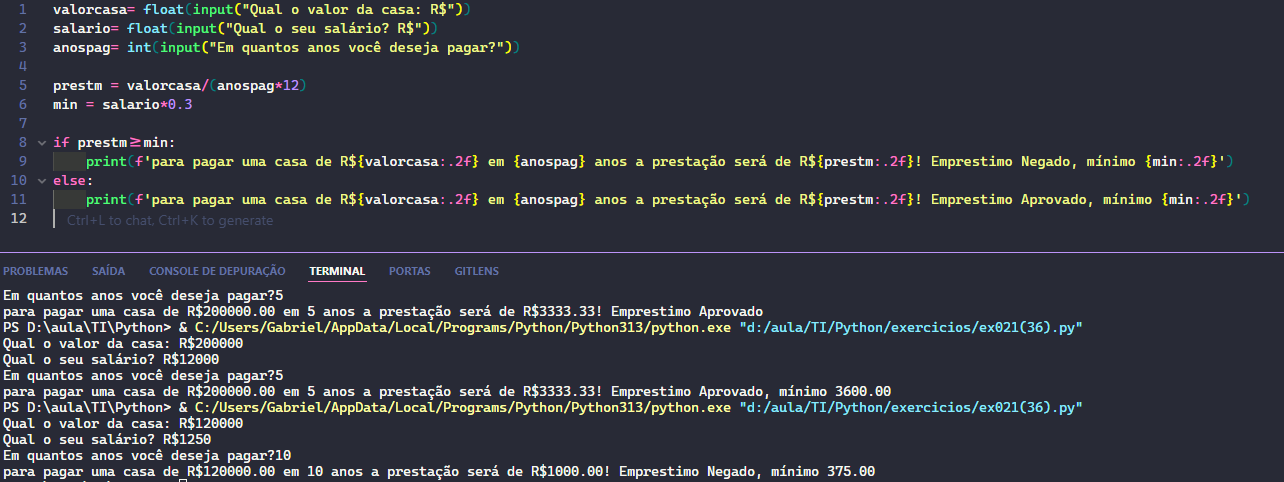 1 valorcasa= float(input("Qual o valor da casa: R$"))
2 salario= float(input("Qual o seu salário? R$"))
3 anospag= int(input("Em quantos anos você deseja pagar?"))
4
5 prestm = valorcasa/(anospag*12)
6 min = salario*0.3
7
8 if prestm≥min:
9 print(f'para pagar uma casa de R${valorcasa:.2f} em {anospag} anos a prestação será de R${prestm:.2f}! Emprestimo Negado, mínimo {min:.2f}')
10 else:
11 print(f'para pagar uma casa de R${valorcasa:.2f} em {anospag} anos a prestação será de R${prestm:.2f}! Emprestimo Aprovado, mínimo {min:.2f}')
12 Ctrl+L to chat, Ctrl+K to generate
PROBLEMAS SAÍDA CONSOLE DE DEPURAÇÃO TERMINAL PORTAS GITLENS
Em quantos anos você deseja pagar?5
para pagar uma casa de R$200000.00 em 5 anos a prestação será de R$3333.33! Emprestimo Aprovado
PS D:\aula\TI\Python> & C:/Users/Gabriel/AppData/Local/Programs/Python/Python313/python.exe "d:/aula/TI/Python/exercicios/ex021(36).py"
Qual o valor da casa: R$200000
Qual o seu salário? R$12000
Em quantos anos você deseja pagar?5
para pagar uma casa de R$200000.00 em 5 anos a prestação será de R$3333.33! Emprestimo Aprovado, mínimo 3600.00
PS D:\aula\TI\Python> & C:/Users/Gabriel/AppData/Local/Programs/Python/Python313/python.exe "d:/aula/TI/Python/exercicios/ex021(36).py"
Qual o valor da casa: R$120000
Qual o seu salário? R$1250
Em quantos anos você deseja pagar?10
para pagar uma casa de R$120000.00 em 10 anos a prestação será de R$1000.00! Emprestimo Negado, mínimo 375.00